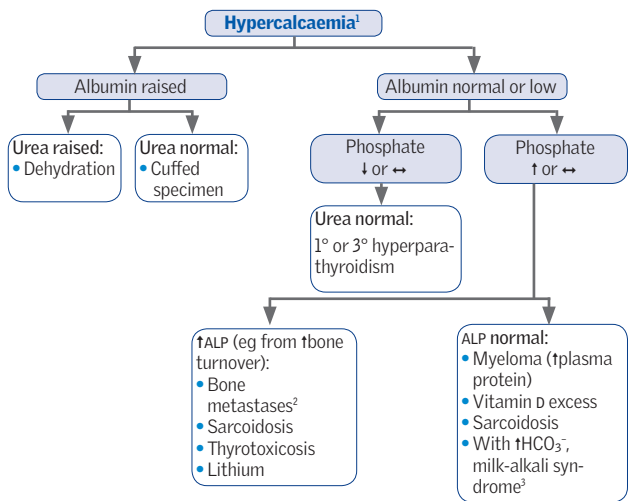 Hypercalcaemia¹
Albumin raised
Albumin normal or low
Urea raised:
• Dehydration
Urea normal:
• Cuffed
specimen
Phosphate
↓ or ↔
Phosphate
↑ or ↔
Urea normal:
1° or 3° hyperpara-
thyroidism
↑ALP (eg from ↑bone
turnover):
• Bone
metastases²
• Sarcoidosis
• Thyrotoxicosis
• Lithium
ALP normal:
• Myeloma (↑plasma
protein)
• Vitamin D excess
• Sarcoidosis
• With ↑HCO₃⁻,
milk-alkali syn-
drome³